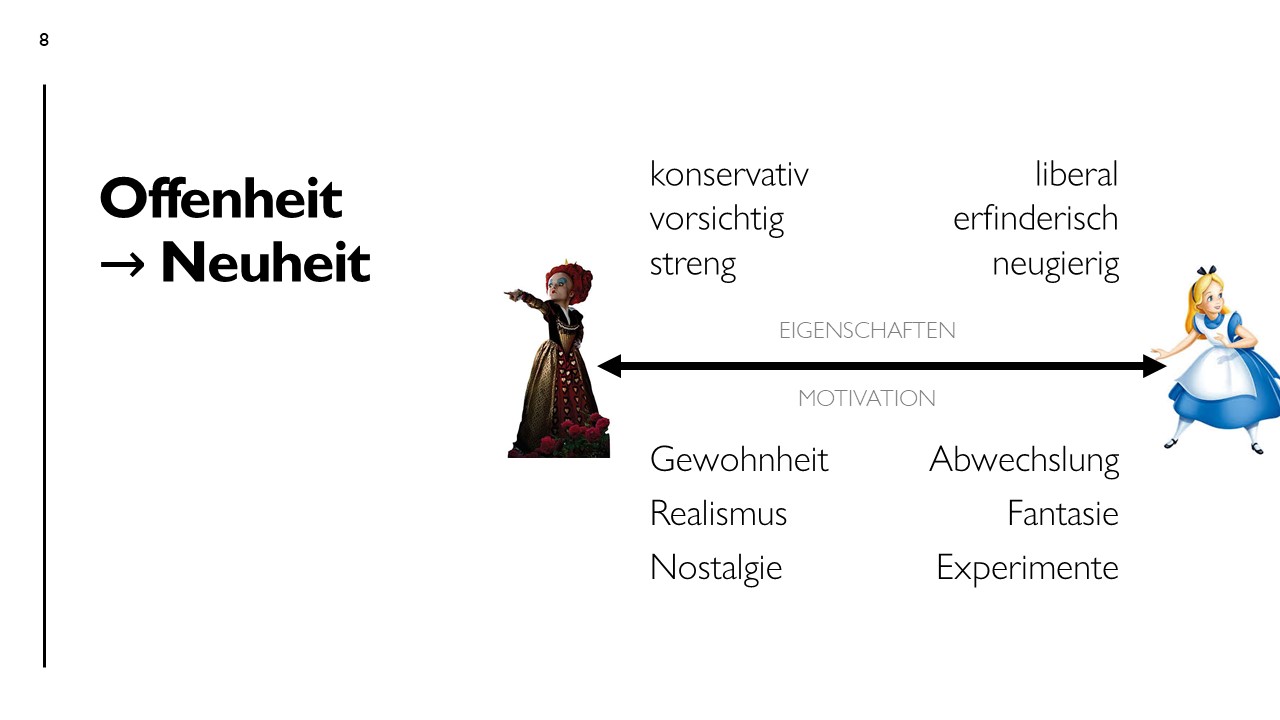 8
Offenheit
→ Neuheit
konservativ
vorsichtig
streng
liberal
erfinderisch
neugierig
EIGENSCHAFTEN
MOTIVATION
Gewohnheit
Realismus
Nostalgie
Abwechslung
Fantasie
Experimente